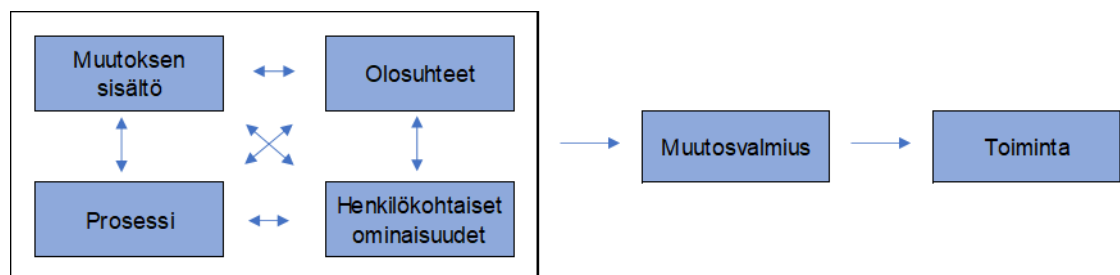 Muutoksen
sisältö
Olosuhteet
Prosessi
Henkilökohtaiset
ominaisuudet
Muutosvalmius
Toiminta